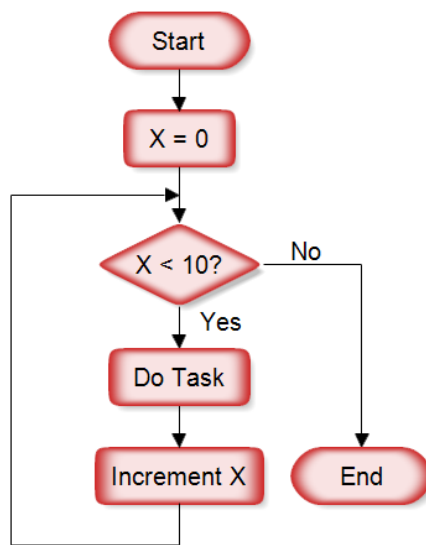 Start
X = 0
X < 10?
No
Yes
Do Task
Increment X
End